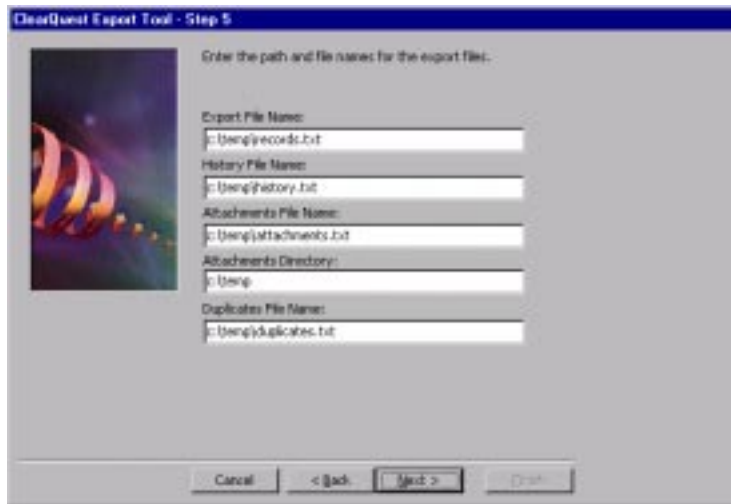 ClearQuest Export Tool - Step 5
Enter the path and file names for the export files.
Export File Name:
c:\temp\records.txt
History File Name:
c:\temp\history.txt
Attachments File Name:
c:\temp\attachments.txt
Attachments Directory:
c:\temp
Duplicates File Name:
c:\temp\duplicates.txt
Cancel
< Back
Next >